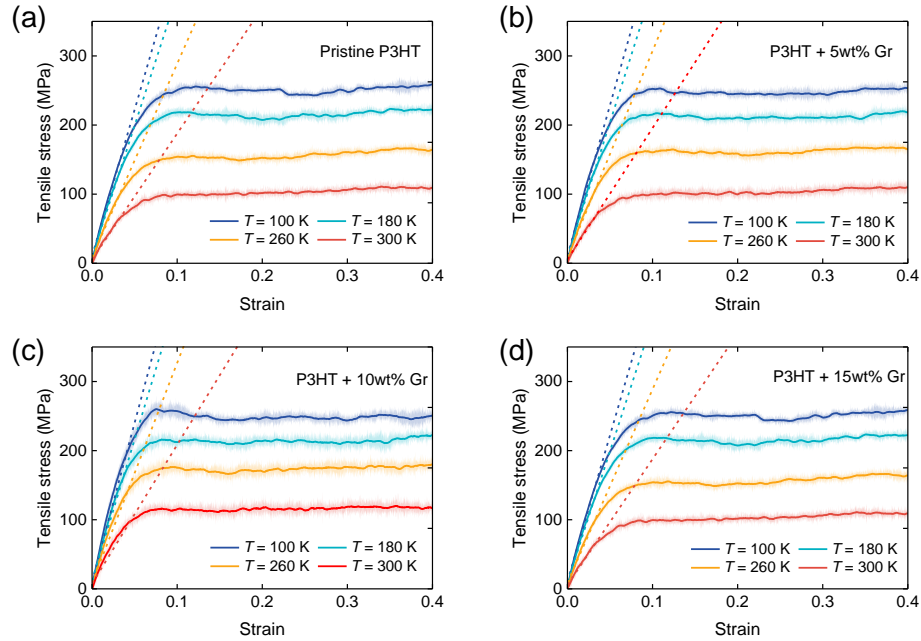 (a)
Pristine P3HT
Tensile stress (MPa)
300
200
100
0
T = 100 K
T = 180 K
T = 260 K
T = 300 K
0.0
0.1
0.2
0.3
0.4
Strain
(b)
P3HT + 5wt% Gr
Tensile stress (MPa)
300
200
100
0
T = 100 K
T = 180 K
T = 260 K
T = 300 K
0.0
0.1
0.2
0.3
0.4
Strain
(c)
P3HT + 10wt% Gr
Tensile stress (MPa)
300
200
100
0
T = 100 K
T = 180 K
T = 260 K
T = 300 K
0.0
0.1
0.2
0.3
0.4
Strain
(d)
P3HT + 15wt% Gr
Tensile stress (MPa)
300
200
100
0
T = 100 K
T = 180 K
T = 260 K
T = 300 K
0.0
0.1
0.2
0.3
0.4
Strain